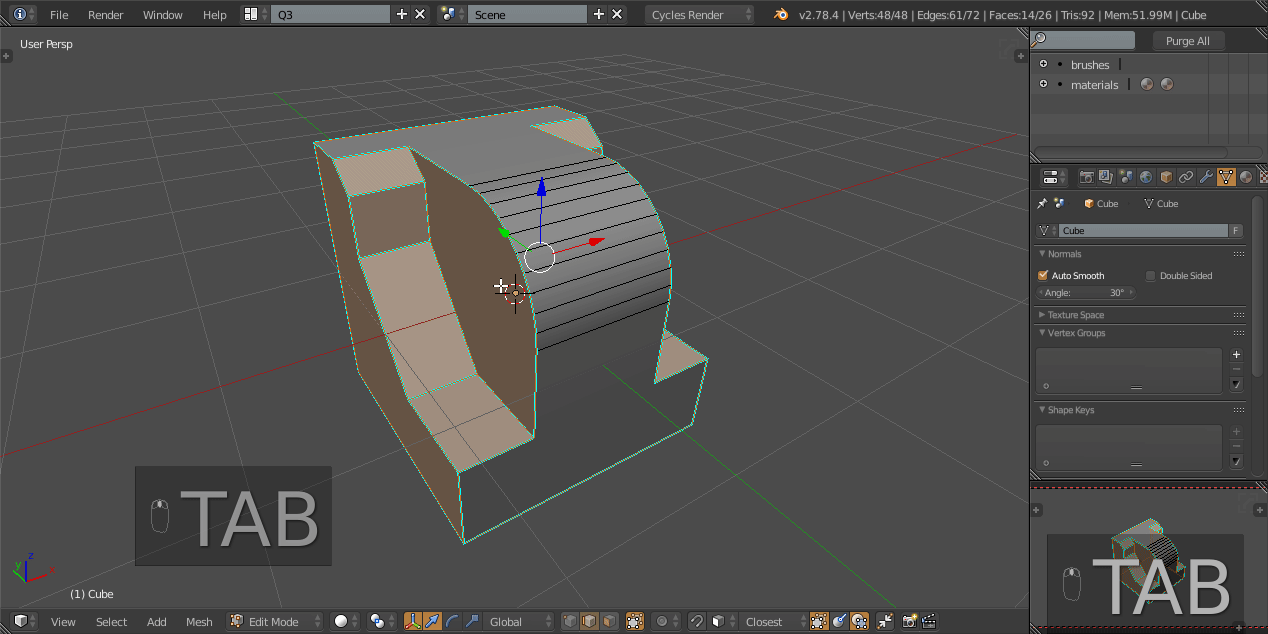 File Render Window Help Q3 Scene Cycles Render v2.78.4 | Verts:48/48 | Edges:61/72 | Faces:14/26 | Tris:92 | Mem:51.99M | Cube
User Persp
Purge All
brushes
materials
Cube Cube
Cube F
Normals
Auto Smooth Double Sided
Angle: 30°
Texture Space
Vertex Groups
Shape Keys
TAB
TAB
z
y
x
(1) Cube
View Select Add Mesh Edit Mode Global Closest